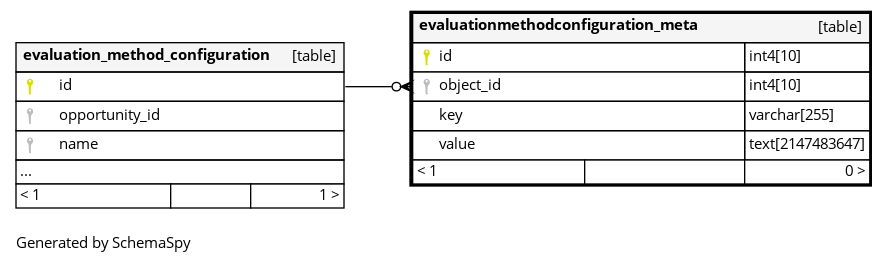 evaluation_method_configuration [table]
id
opportunity_id
name
...
< 1 1 >
evaluationmethodconfiguration_meta [table]
id int4[10]
object_id int4[10]
key varchar[255]
value text[2147483647]
< 1 0 >
Generated by SchemaSpy